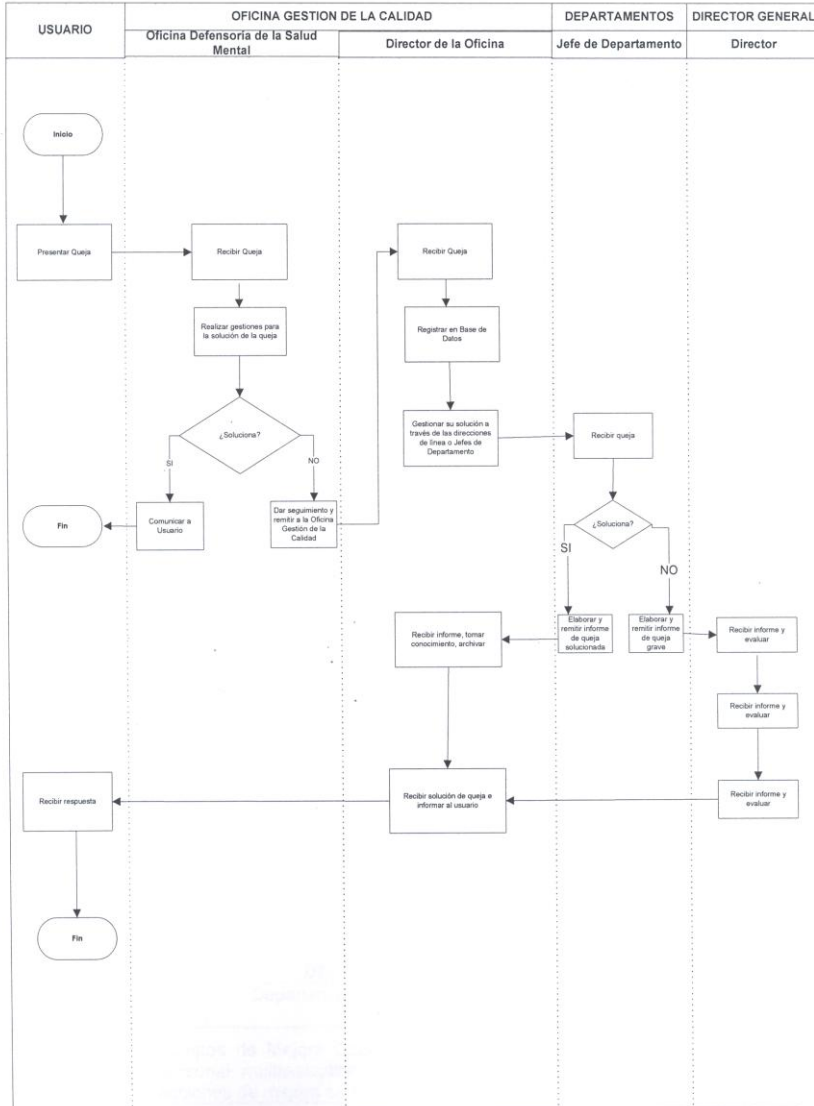 USUARIO
OFICINA GESTION DE LA CALIDAD
DEPARTAMENTOS
DIRECTOR GENERAL
Oficina Defensoría de la Salud
Mental
Director de la Oficina
Jefe de Departamento
Director
Inicio
Presentar Queja
Recibir Queja
Recibir Queja
Realizar gestiones para
la solución de la queja
Registrar en Base de
Datos
¿Soluciona?
SI
NO
Gestionar su solución a
través de las direcciones
de línea o Jefes de
Departamento
Recibir queja
Fin
Comunicar a
Usuario
Dar seguimiento y
remitir a la Oficina
Gestión de la
Calidad
¿Soluciona?
SI
NO
Recibir informe, tomar
conocimiento, archivar
Elaborar y
remitir informe
de queja
solucionada
Elaborar y
remitir informe
de queja
grave
Recibir informe y
evaluar
Recibir informe y
evaluar
Recibir respuesta
Recibir solución de queja e
informar al usuario
Recibir informe y
evaluar
Fin